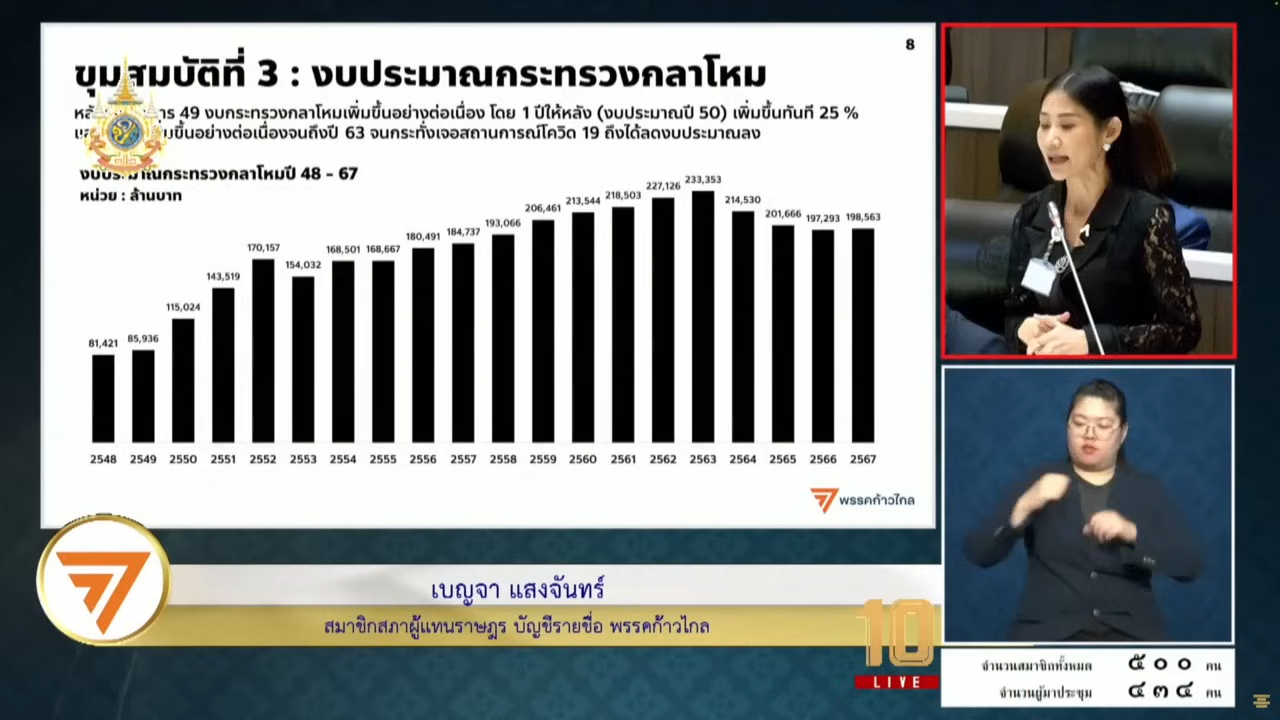 8
ขุมสมบัติที่ 3 : งบประมาณกระทรวงกลาโหม
49 งบกระทรวงกลาโหมเพิ่มขึ้นอย่างต่อเนื่อง โดย 1 ปีให้หลัง (งบประมาณปี 50) เพิ่มขึ้นทันที 25 %
ขึ้นอย่างต่อเนื่องจนถึงปี 63 จนกระทั่งเจอสถานการณ์โควิด 19 ถึงได้ลดงบประมาณลง
งบประมาณกระทรวงกลาโหมปี 48 - 67
หน่วย : ล้านบาท
81,421 85,936 115,024 143,519 170,157 154,032 168,501 168,667 180,491 184,737 193,066 206,461 213,544 218,503 227,126 233,353 214,530 201,666 197,293 198,563
2548 2549 2550 2551 2552 2553 2554 2555 2556 2557 2558 2559 2560 2561 2562 2563 2564 2565 2566 2567
พรรคก้าวไกล
เบญจา แสงจันทร์
สมาชิกสภาผู้แทนราษฎร บัญชีรายชื่อ พรรคก้าวไกล
10
LIVE
จำนวนสมาชิกทั้งหมด ๕๐๐ คน
จำนวนผู้มาประชุม ๔๓๔ คน